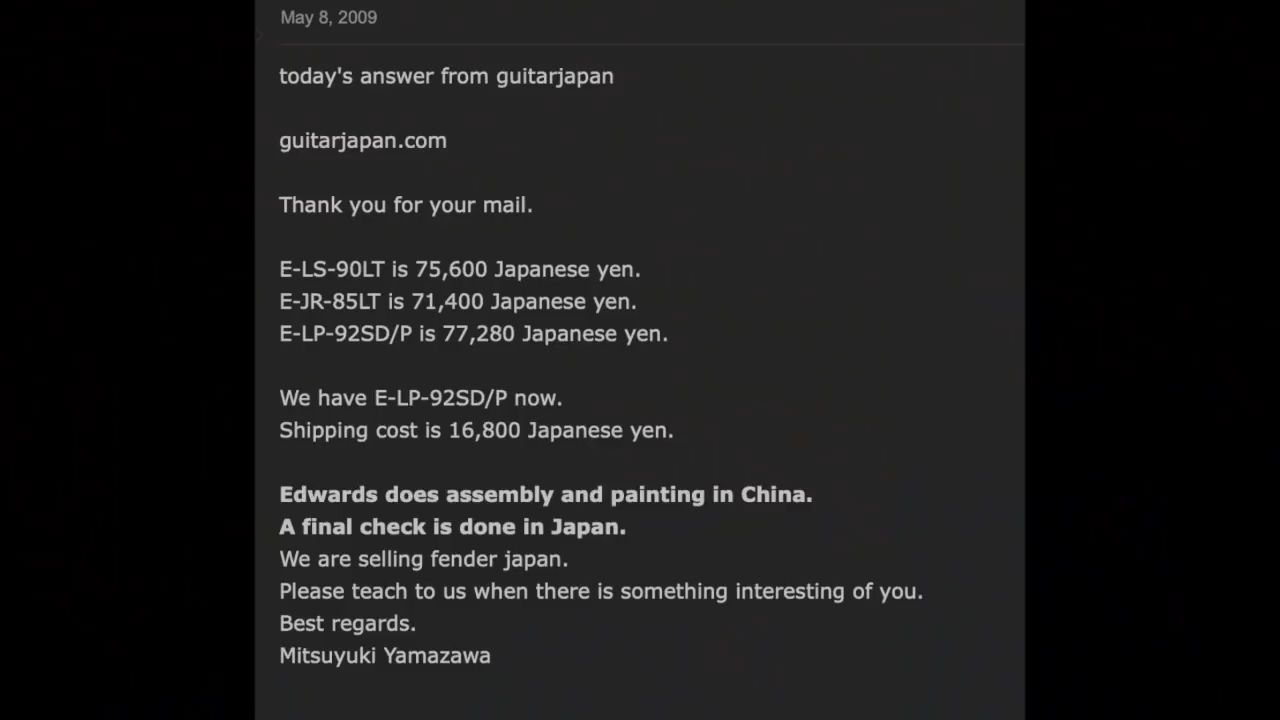 May 8, 2009
today's answer from guitarjapan
guitarjapan.com
Thank you for your mail.
E-LS-90LT is 75,600 Japanese yen.
E-JR-85LT is 71,400 Japanese yen.
E-LP-92SD/P is 77,280 Japanese yen.
We have E-LP-92SD/P now.
Shipping cost is 16,800 Japanese yen.
Edwards does assembly and painting in China.
A final check is done in Japan.
We are selling fender japan.
Please teach to us when there is something interesting of you.
Best regards.
Mitsuyuki Yamazawa